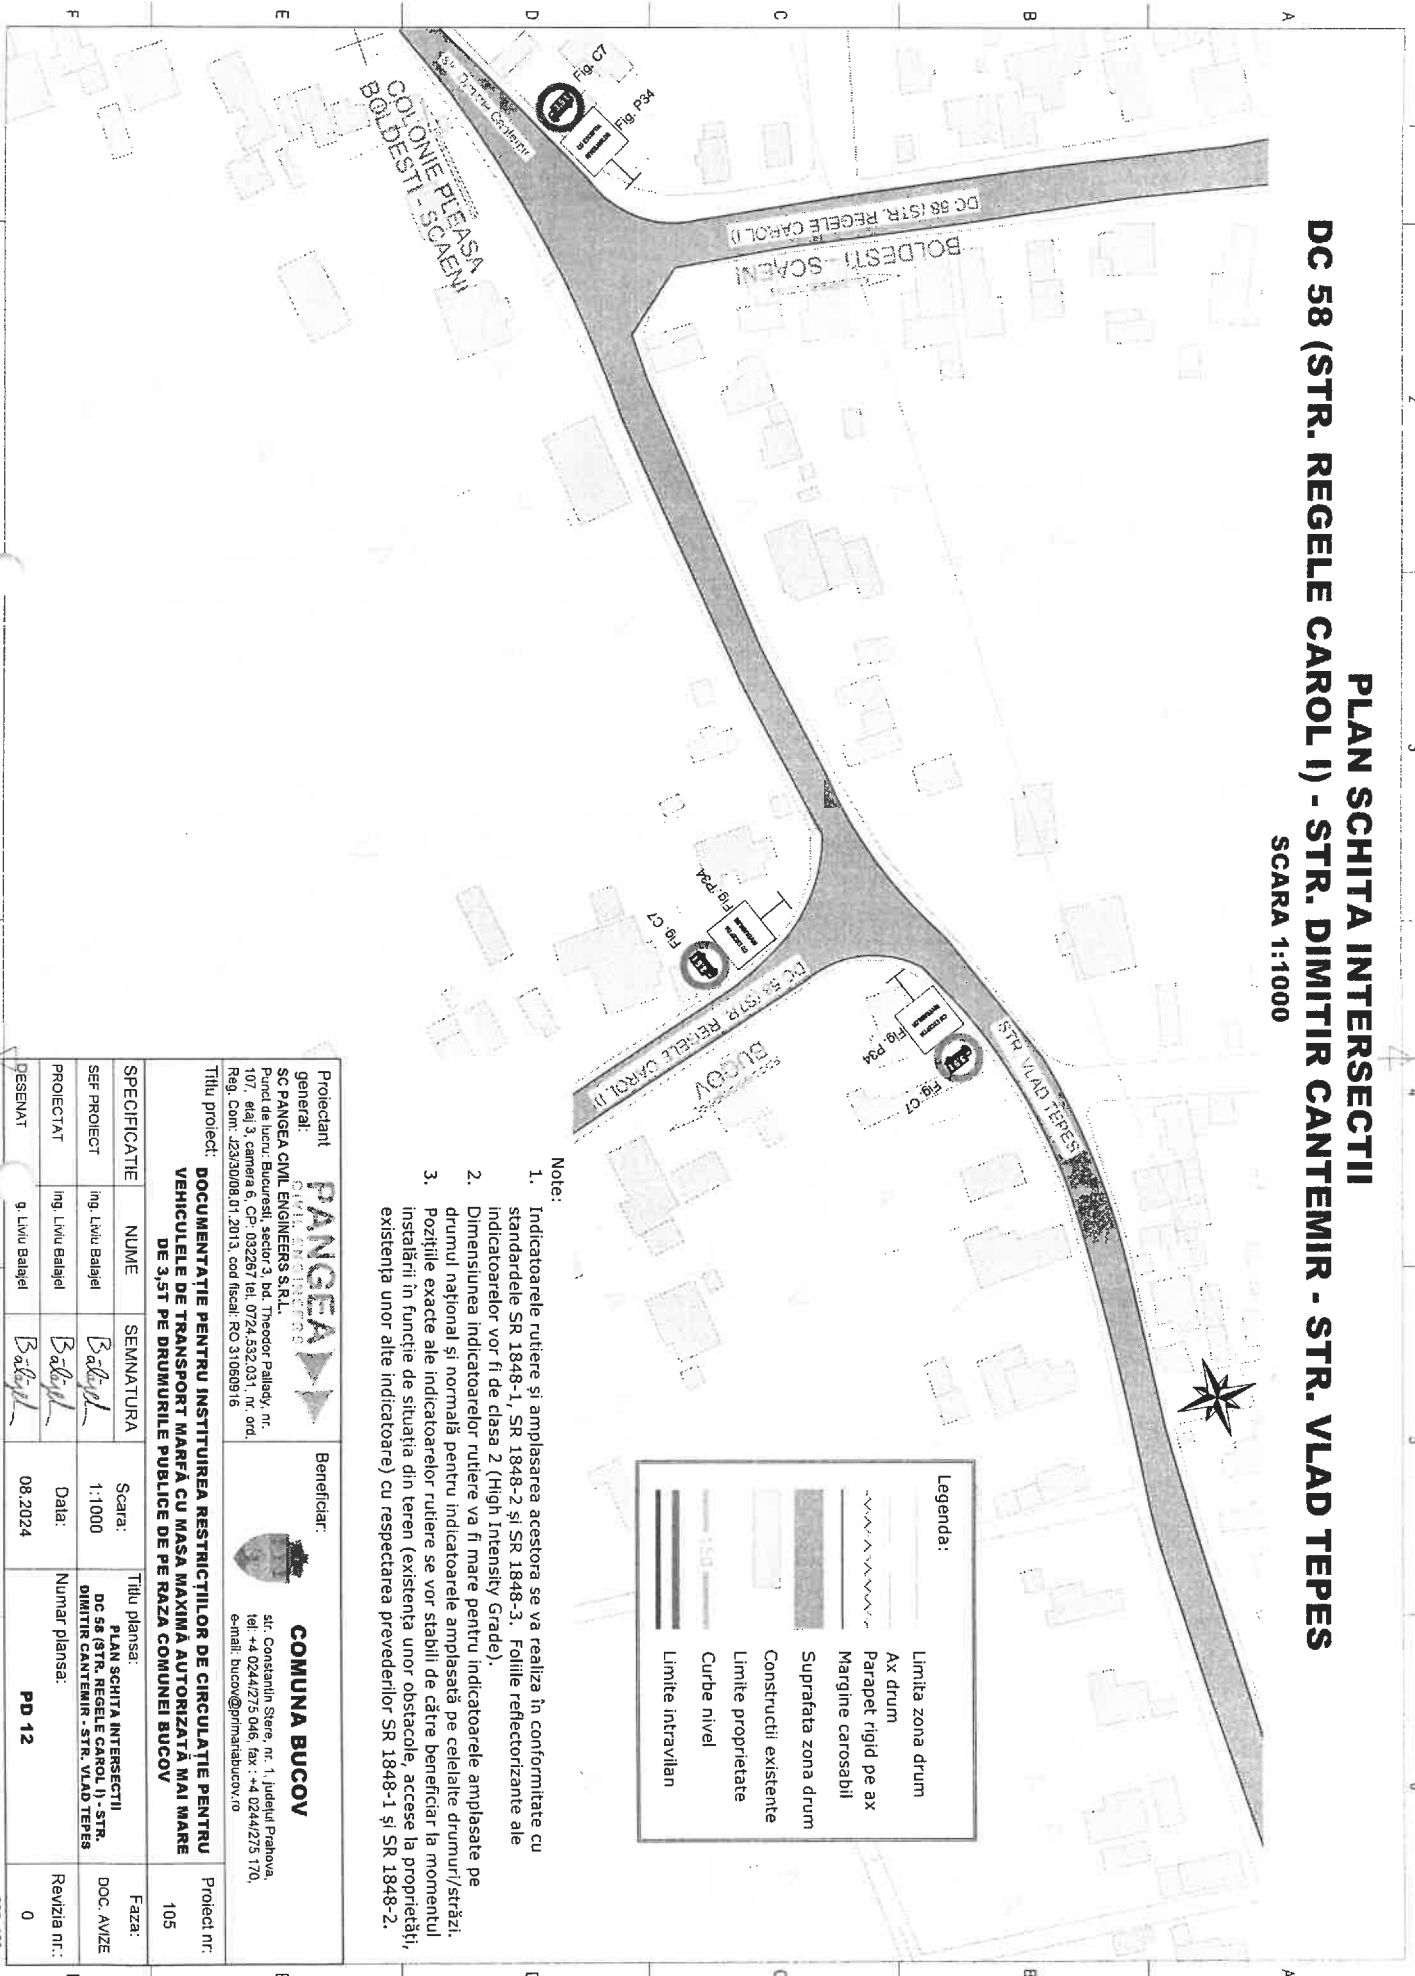 PLAN SCHITA INTERSECTII
DC 58 (STR. REGELE CAROL I) - STR. DIMITIR CANTEMIR - STR. VLAD TEPES
SCARA 1:1000
A
B
C
D
E
F
2
3
4
Fig. C7
Fig. P34
CU EXCEPTIA
RIVERANILOR
COLONIE PLEASA
BOLDESTI - SCAENI
DC 58 (STR. REGELE CAROL I)
BOLDESTI - SCAENI
Fig. P34
Fig. C7
CU EXCEPTIA
RIVERANILOR
DC 58 (STR. REGELE CAROL I)
BUCOV
CU EXCEPTIA
RIVERANILOR
Fig. P34
Fig. C7
STR. VLAD TEPES
Legenda:
Limita zona drum
Ax drum
Parapet rigid pe ax
Margine carosabil
Suprafata zona drum
Constructii existente
Limite proprietate
150
Curbe nivel
Limite intravilan
Note:
1. Indicatoarele rutiere și amplasarea acestora se va realiza în conformitate cu
standardele SR 1848-1, SR 1848-2 și SR 1848-3. Foliile reflectorizante ale
indicatoarelor vor fi de clasa 2 (High Intensity Grade).
2. Dimensiunea indicatoarelor rutiere va fi mare pentru indicatoarele amplasate pe
drumul național și normală pentru indicatoarele amplasată pe celelalte drumuri/străzi.
3. Pozițiile exacte ale indicatoarelor rutiere se vor stabili de către beneficiar la momentul
instalării în funcție de situația din teren (existența unor obstacole, accese la proprietăți,
existența unor alte indicatoare) cu respectarea prevederilor SR 1848-1 și SR 1848-2.
Proiectant
general:
PANGEA
CIVIL ENGINEERS
SC PANGEA CIVIL ENGINEERS S.R.L.
Punct de lucru: Bucuresti, sector 3, bd. Theodor Pallady, nr.
107, etaj 3, camera 6, CP: 032267 tel. 0724.532.031, nr. ord.
Reg. Com: J23/30/08.01.2013, cod fiscal: RO 31060916
Beneficiar:
COMUNA BUCOV
str. Constantin Stere, nr. 1, județul Prahova,
tel: +4 0244/275 046, fax : +4 0244/275 170,
e-mail: bucov@primariabucov.ro
Titlu proiect:
DOCUMENTAȚIE PENTRU INSTITUIREA RESTRICȚIILOR DE CIRCULAȚIE PENTRU
VEHICULELE DE TRANSPORT MARFĂ CU MASA MAXIMĂ AUTORIZATĂ MAI MARE
DE 3,5T PE DRUMURILE PUBLICE DE PE RAZA COMUNEI BUCOV
Proiect nr:
105
SPECIFICATIE
NUME
SEMNATURA
Scara:
1:1000
Titlu plansa:
PLAN SCHITA INTERSECTII
DC 58 (STR. REGELE CAROL I) - STR.
DIMITIR CANTEMIR - STR. VLAD TEPES
Faza:
DOC. AVIZE
SEF PROIECT
ing. Liviu Balajel
PROIECTAT
ing. Liviu Balajel
Data:
08.2024
Numar plansa:
PD 12
Revizia nr.:
0
DESENAT
g. Liviu Balajel